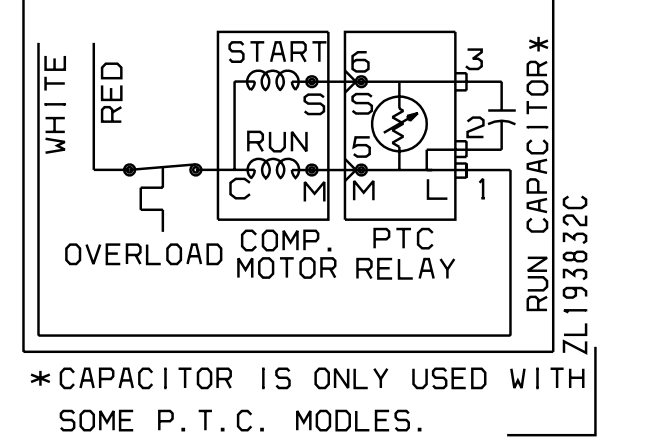 START
6
3
S
S
RUN
5
2
C
M
M
L
1
WHITE
RED
OVERLOAD
COMP.
MOTOR
PTC
RELAY
RUN CAPACITOR*
ZL193832C
*CAPACITOR IS ONLY USED WITH
SOME P.T.C. MODLES.